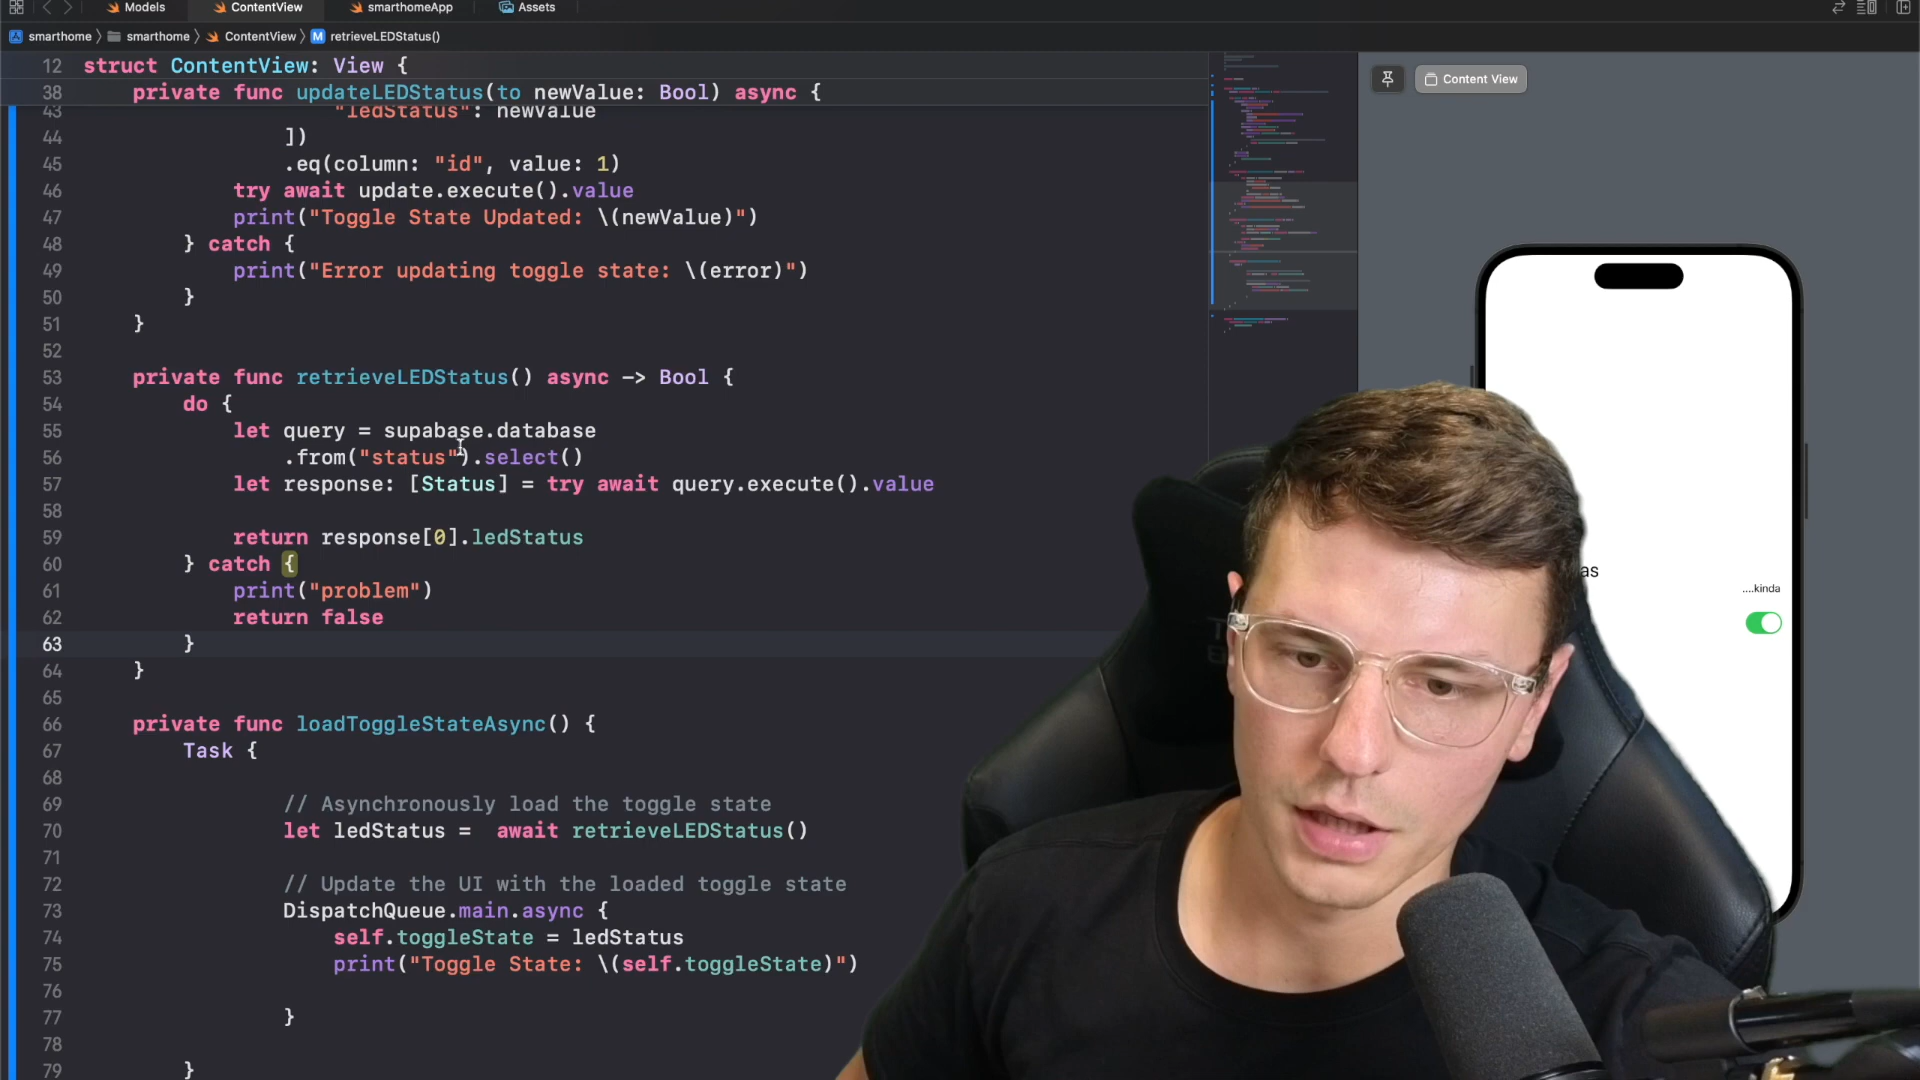 Models
ContentView
smarthomeApp
Assets
smarthome
smarthome
ContentView
M
retrieveLEDStatus()
12 struct ContentView: View {
38 private func updateLEDStatus(to newValue: Bool) async {
43 "ledStatus": newValue
44 ])
45 .eq(column: "id", value: 1)
46 try await update.execute().value
47 print("Toggle State Updated: \(newValue)")
48 } catch {
49 print("Error updating toggle state: \(error)")
50 }
51 }
52
53 private func retrieveLEDStatus() async -> Bool {
54 do {
55 let query = supabase.database
56 .from("status").select()
57 let response: [Status] = try await query.execute().value
58
59 return response[0].ledStatus
60 } catch {
61 print("problem")
62 return false
63 }
64 }
65
66 private func loadToggleStateAsync() {
67 Task {
68
69 // Asynchronously load the toggle state
70 let ledStatus =  await retrieveLEDStatus()
71
72 // Update the UI with the loaded toggle state
73 DispatchQueue.main.async {
74 self.toggleState = ledStatus
75 print("Toggle State: \(self.toggleState)")
76
77 }
78
79 }
Content View
as
....kinda